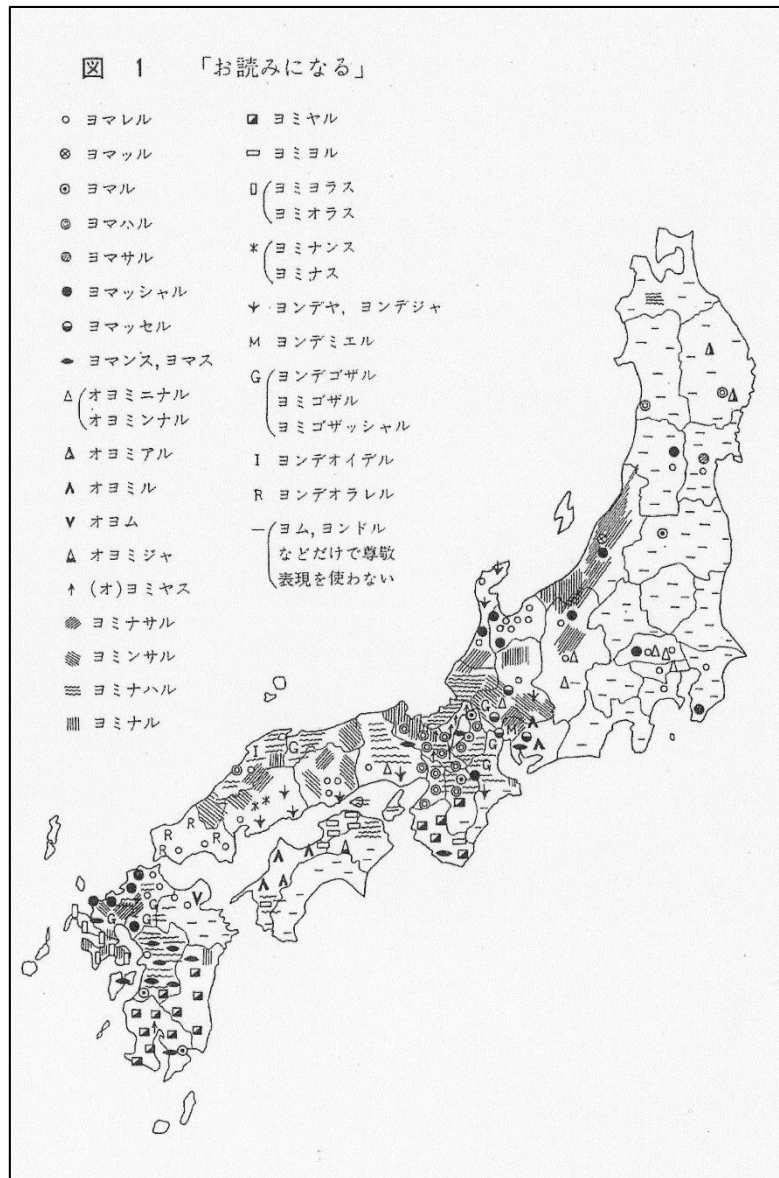 図 1 「お読みになる」
ヨマレル
ヨマッル
ヨマル
ヨマハル
ヨマサル
ヨマッシャル
ヨマッセル
ヨマンス,ヨマス
オヨミニナル
オヨミンナル
オヨミアル
オヨミル
オヨム
オヨミジャ
(オ)ヨミヤス
ヨミナサル
ヨミンサル
ヨミナハル
ヨミナル
ヨミヤル
ヨミヨル
ヨミヨラス
ヨミオラス
ヨミナンス
ヨミナス
ヨンデヤ, ヨンデジャ
M ヨンデミエル
G ヨンデゴザル
ヨミゴザル
ヨミゴザッシャル
I ヨンデオイデル
R ヨンデオラレル
ヨム,ヨンドル
などだけで尊敬
表現を使わない
G
M
G
G
I
G
R
R
R
R
G
G
G